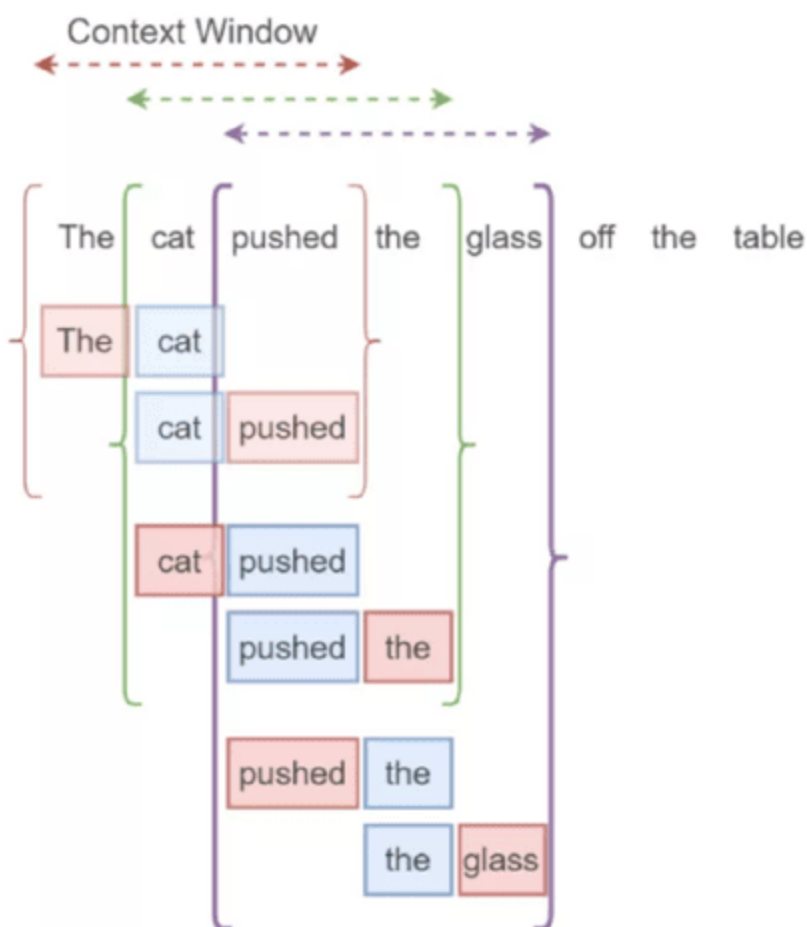 Context Window
The cat pushed the glass off the table
The cat
cat pushed
cat pushed
pushed the
pushed the
the glass